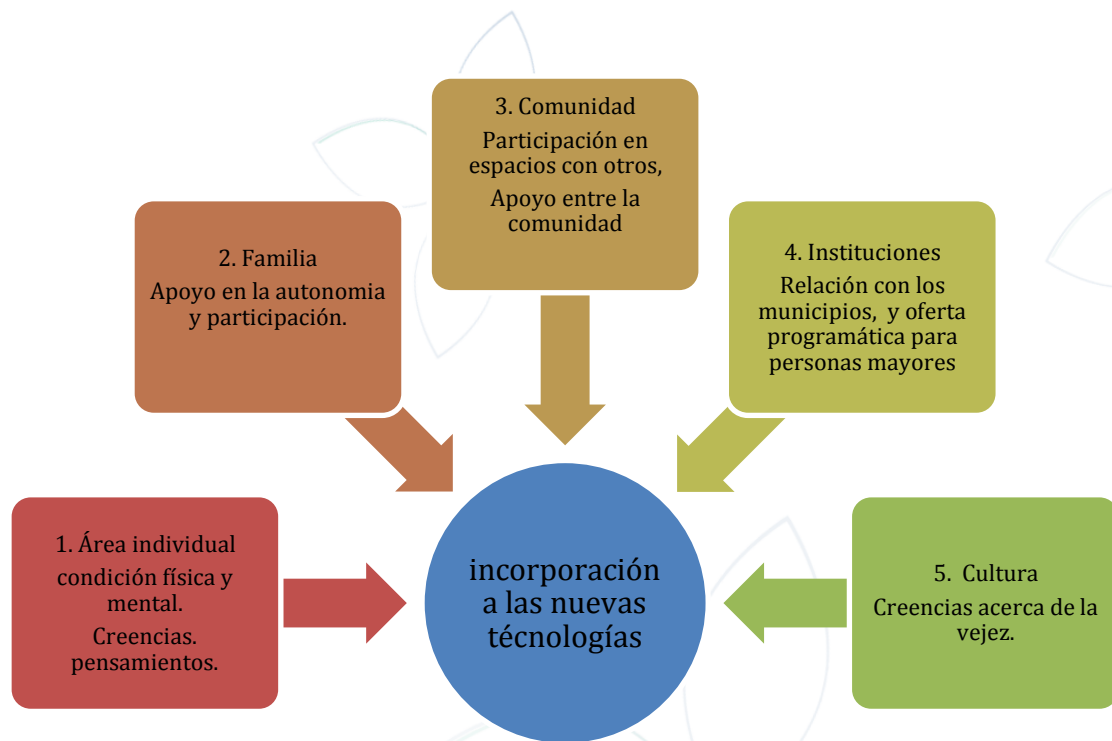 1. Área individual
condición física y
mental.
Creencias.
pensamientos.
2. Familia
Apoyo en la autonomia
y participación.
3. Comunidad
Participación en
espacios con otros,
Apoyo entre la
comunidad
4. Instituciones
Relación con los
municipios, y oferta
programática para
personas mayores
5. Cultura
Creencias acerca de la
vejez.
incorporación
a las nuevas
técnologías